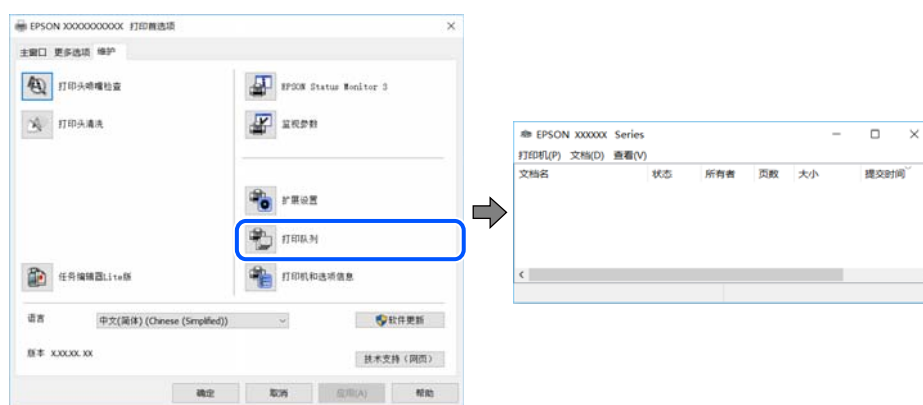 EPSON XXXXXXXXXX 打印首选项
主窗口 更多选项 维护
打印头喷嘴检查
EPSON Status Monitor 3
打印头清洗
监视参数
扩展设置
打印队列
任务编辑器Lite版
打印机和选项信息
语言 中文(简体) (Chinese (Simplified))
软件更新
版本 X.XX.XX. XX
技术支持(网页)
确定 取消 应用(A) 帮助
EPSON XXXXXX Series
打印机(P) 文档(D) 查看(V)
文档名 状态 所有者 页数 大小 提交时间